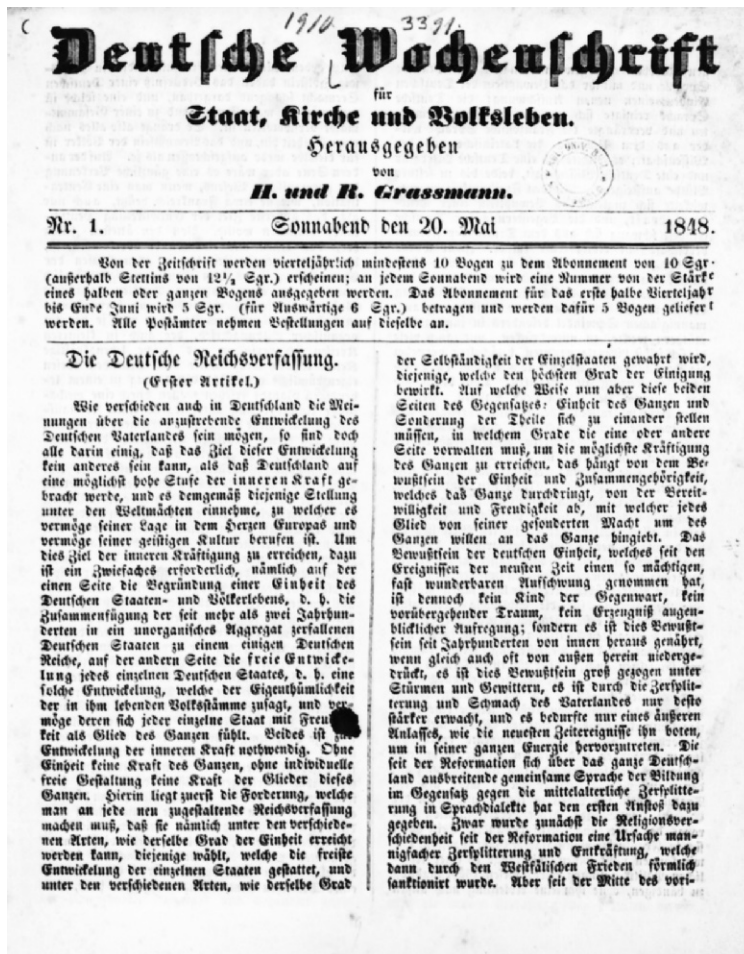 1910 3391.
Deutsche Wochenschrift
für
Staat, Kirche und Volksleben.
Herausgegeben
von
H. und R. Grassmann.
Nr. 1. Sonnabend den 20. Mai 1848.
Von der Zeitschrift werden vierteljährlich mindestens 10 Bogen zu dem Abonnement von 10 Sgr.
(außerhalb Stettins von 12½ Sgr.) erscheinen; an jedem Sonnabend wird eine Nummer von der Stärke
eines halben oder ganzen Bogens ausgegeben werden. Das Abonnement für das erste halbe Vierteljahr
bis Ende Juni wird 5 Sgr. (für Auswärtige 6 Sgr.) betragen und werden dafür 5 Bogen geliefert
werden. Alle Postämter nehmen Bestellungen auf dieselbe an.
Die Deutsche Reichsverfassung.
(Erster Artikel.)
Wie verschieden auch in Deutschland die Mei-
nungen über die anzustrebende Entwickelung des
Deutschen Vaterlandes sein mögen, so sind doch
alle darin einig, daß das Ziel dieser Entwickelung
kein anderes sein kann, als daß Deutschland auf
eine möglichst hohe Stufe der inneren Kraft ge-
bracht werde, und es demgemäß diejenige Stellung
unter den Weltmächten einnehme, zu welcher es
vermöge seiner Lage in dem Herzen Europas und
vermöge seiner geistigen Kultur berufen ist. Um
dies Ziel der inneren Kräftigung zu erreichen, dazu
ist ein Zwiefaches erforderlich, nämlich auf der
einen Seite die Begründung einer Einheit des
Deutschen Staaten- und Völkerlebens, d. h. die
Zusammenfügung der seit mehr als zwei Jahrhun-
derten in ein unorganisches Aggregat zerfallenen
Deutschen Staaten zu einem einigen Deutschen
Reiche, auf der andern Seite die freie Entwicke-
lung jedes einzelnen Deutschen Staates, d. h. eine
solche Entwickelung, welche der Eigenthümlichkeit
der in ihm lebenden Volksstämme zusagt, und ver-
möge deren sich jeder einzelne Staat mit Freu
keit als Glied des Ganzen fühlt. Beides ist zur
Entwickelung der inneren Kraft nothwendig. Ohne
Einheit keine Kraft des Ganzen, ohne individuelle
freie Gestaltung keine Kraft der Glieder dieses
Ganzen. Hierin liegt zuerst die Forderung, welche
man an jede neu zugestaltende Reichsverfassung
machen muß, daß sie nämlich unter den verschiede-
nen Arten, wie derselbe Grad der Einheit erreicht
werden kann, diejenige wählt, welche die freiste
Entwickelung der einzelnen Staaten gestattet, und
unter den verschiedenen Arten, wie derselbe Grad
der Selbständigkeit der Einzelstaaten gewahrt wird,
diejenige, welche den höchsten Grad der Einigung
bewirkt. Auf welche Weise nun aber diese beiden
Seiten des Gegensatzes: Einheit des Ganzen und
Sonderung der Theile sich zu einander stellen
müssen, in welchem Grade die eine oder andere
Seite vorwalten muß, um die möglichste Kräftigung
des Ganzen zu erreichen, das hängt von dem Be-
wußtsein der Einheit und Zusammengehörigkeit,
welches das Ganze durchdringt, von der Bereit-
willigkeit und Freudigkeit ab, mit welcher jedes
Glied von seiner gesonderten Macht um des
Ganzen willen an das Ganze hingiebt. Das
Bewußtsein der deutschen Einheit, welches seit den
Ereignissen der neusten Zeit einen so mächtigen,
fast wunderbaren Aufschwung genommen hat,
ist dennoch kein Kind der Gegenwart, kein
vorübergehender Traum, kein Erzeugniß augen-
blicklicher Aufregung; sondern es ist dies Bewußt-
sein seit Jahrhunderten von innen heraus genährt,
wenn gleich auch oft von außen herein niederge-
drückt, es ist dies Bewußtsein groß gezogen unter
Stürmen und Gewittern, es ist durch die Zersplit-
terung und Schmach des Vaterlandes nur desto
stärker erwacht, und es bedurfte nur eines äußeren
Anlasses, wie die neuesten Zeitereignisse ihn boten,
um in seiner ganzen Energie hervorzutreten. Die
seit der Reformation sich über das ganze Deutsch-
land ausbreitende gemeinsame Sprache der Bildung
im Gegensatz gegen die mittelalterliche Zersplitte-
rung in Sprachdialekte hat den ersten Anstoß dazu
gegeben. Zwar wurde zunächst die Religionsver-
schiedenheit seit der Reformation eine Ursache man-
nigfacher Zersplitterung und Entkräftung, welche
dann durch den Westfälischen Frieden förmlich
sanktionirt wurde. Aber seit der Mitte des vori-